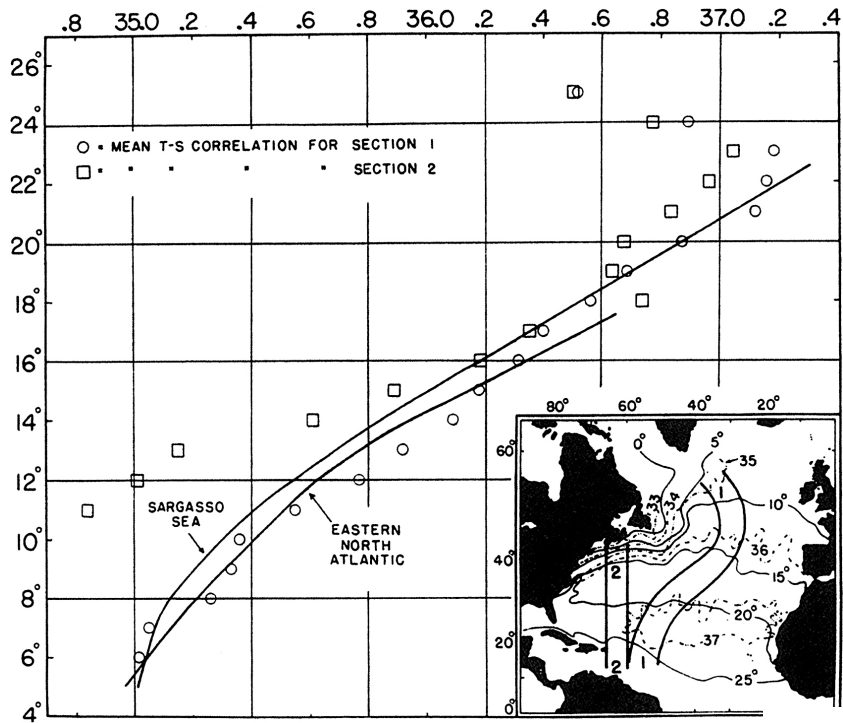 .8 35.0 .2 .4 .6 .8 36.0 .2 .4 .6 .8 37.0 .2 .4
26°
24°
○ = MEAN T-S CORRELATION FOR SECTION 1
□ " " " " " SECTION 2
22°
20°
18°
16°
14°
12°
10°
8°
6°
4°
SARGASSO
SEA
EASTERN
NORTH
ATLANTIC
80° 60° 40° 20°
60° 0° 5° 35
33 34 1 10°
40° 2 36
15°
20° 20°
37
2 1 25°
0°